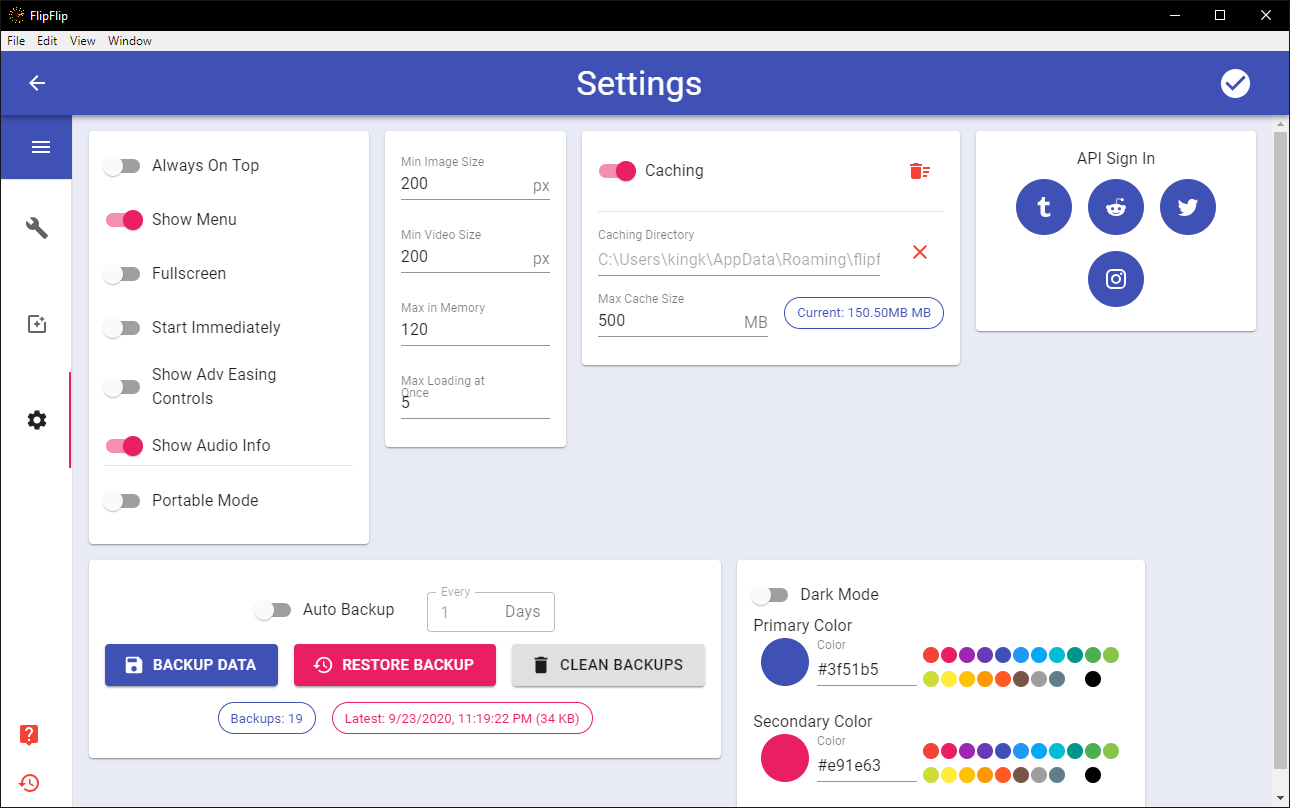 FlipFlip
File Edit View Window
Settings
Always On Top
Show Menu
Fullscreen
Start Immediately
Show Adv Easing
Controls
Show Audio Info
Portable Mode
Min Image Size
200 px
Min Video Size
200 px
Max in Memory
120
Max Loading at
Once
5
Caching
Caching Directory
C:\Users\kingk\AppData\Roaming\flipf
Max Cache Size
500 MB
Current: 150.50MB MB
API Sign In
Auto Backup
Every
1 Days
BACKUP DATA
RESTORE BACKUP
CLEAN BACKUPS
Backups: 19
Latest: 9/23/2020, 11:19:22 PM (34 KB)
Dark Mode
Primary Color
Color
#3f51b5
Secondary Color
Color
#e91e63